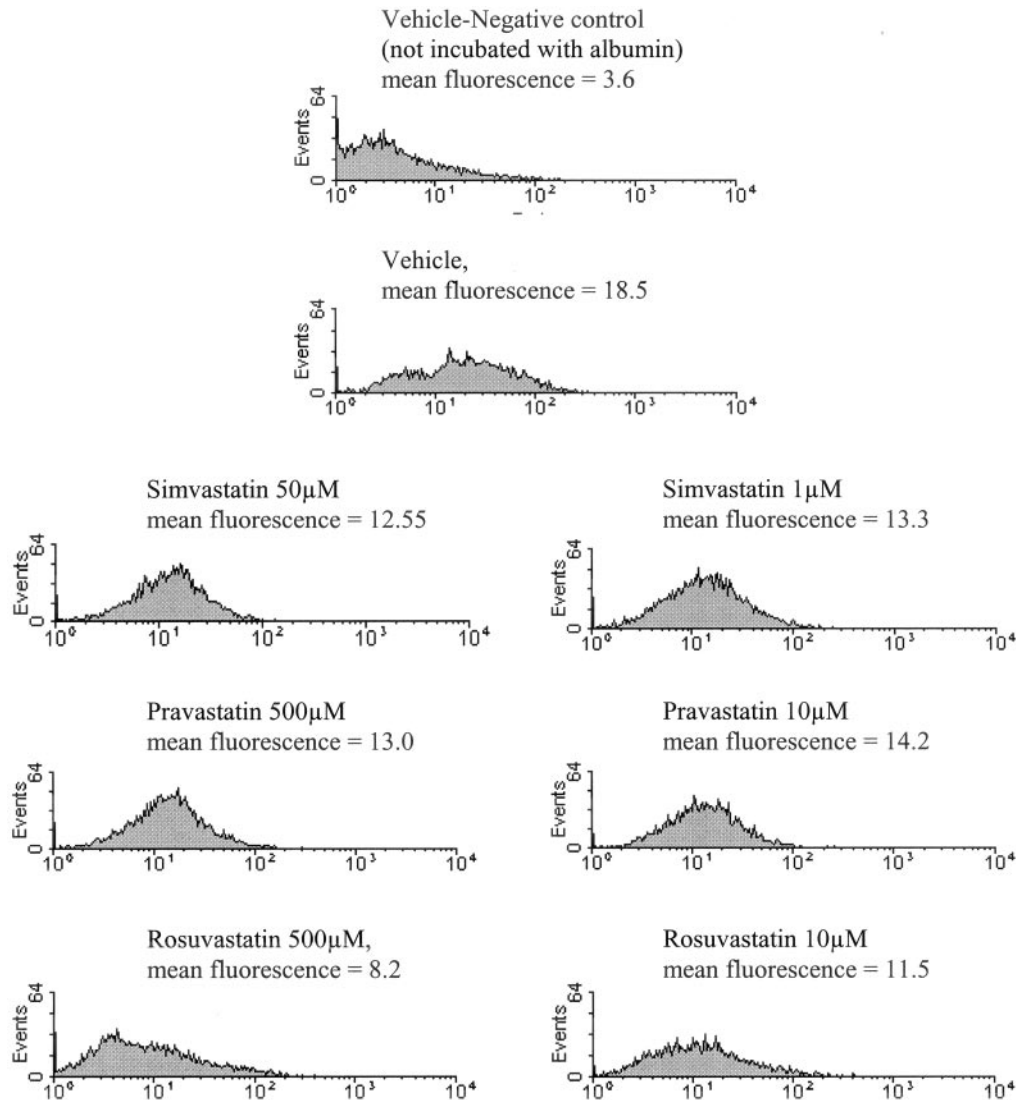 Vehicle-Negative control
(not incubated with albumin)
mean fluorescence = 3.6
64
Events
0
10⁰ 10¹ 10² 10³ 10⁴
Vehicle,
mean fluorescence = 18.5
64
Events
0
10⁰ 10¹ 10² 10³ 10⁴
Simvastatin 50µM
mean fluorescence = 12.55
64
Events
0
10⁰ 10¹ 10² 10³ 10⁴
Simvastatin 1µM
mean fluorescence = 13.3
64
Events
0
10⁰ 10¹ 10² 10³ 10⁴
Pravastatin 500µM
mean fluorescence = 13.0
64
Events
0
10⁰ 10¹ 10² 10³ 10⁴
Pravastatin 10µM
mean fluorescence = 14.2
64
Events
0
10⁰ 10¹ 10² 10³ 10⁴
Rosuvastatin 500µM,
mean fluorescence = 8.2
64
Events
0
10⁰ 10¹ 10² 10³ 10⁴
Rosuvastatin 10µM
mean fluorescence = 11.5
64
Events
0
10⁰ 10¹ 10² 10³ 10⁴